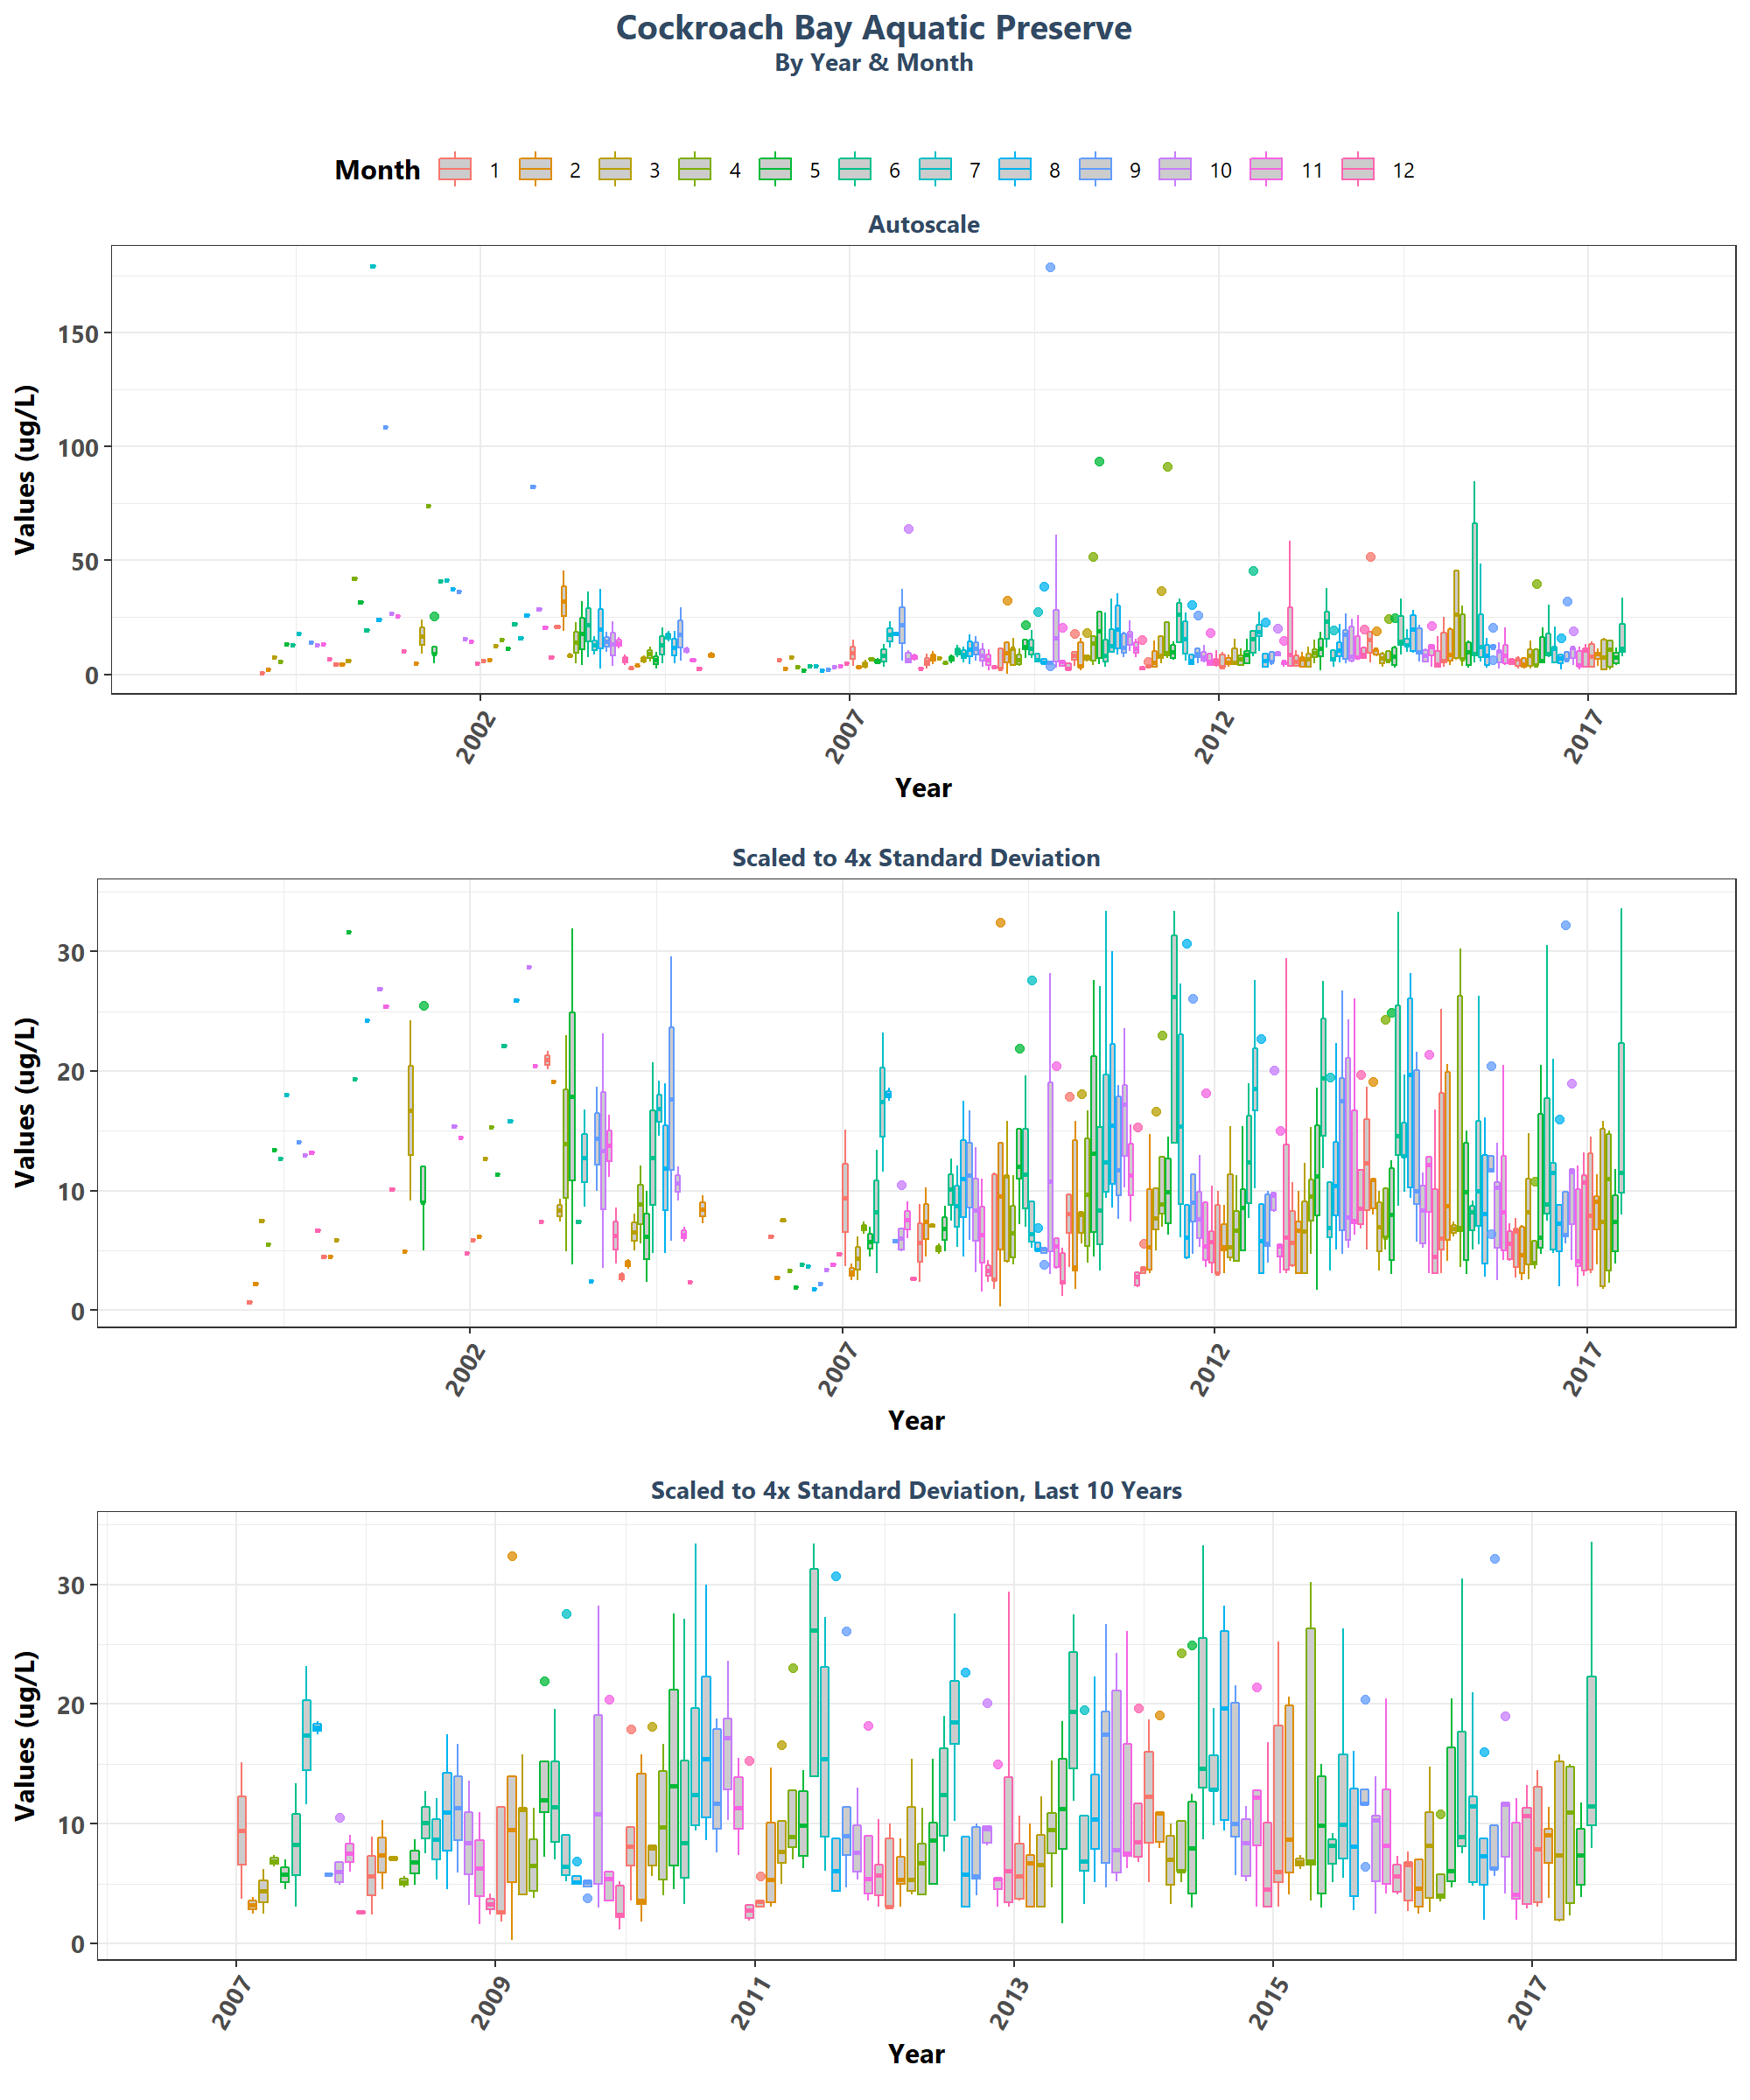 Cockroach Bay Aquatic Preserve
By Year & Month
Month 1 2 3 4 5 6 7 8 9 10 11 12
Autoscale
Values (ug/L)
150
100
50
0
2002 2007 2012 2017
Year
Scaled to 4x Standard Deviation
Values (ug/L)
30
20
10
0
2002 2007 2012 2017
Year
Scaled to 4x Standard Deviation, Last 10 Years
Values (ug/L)
30
20
10
0
2007 2009 2011 2013 2015 2017
Year